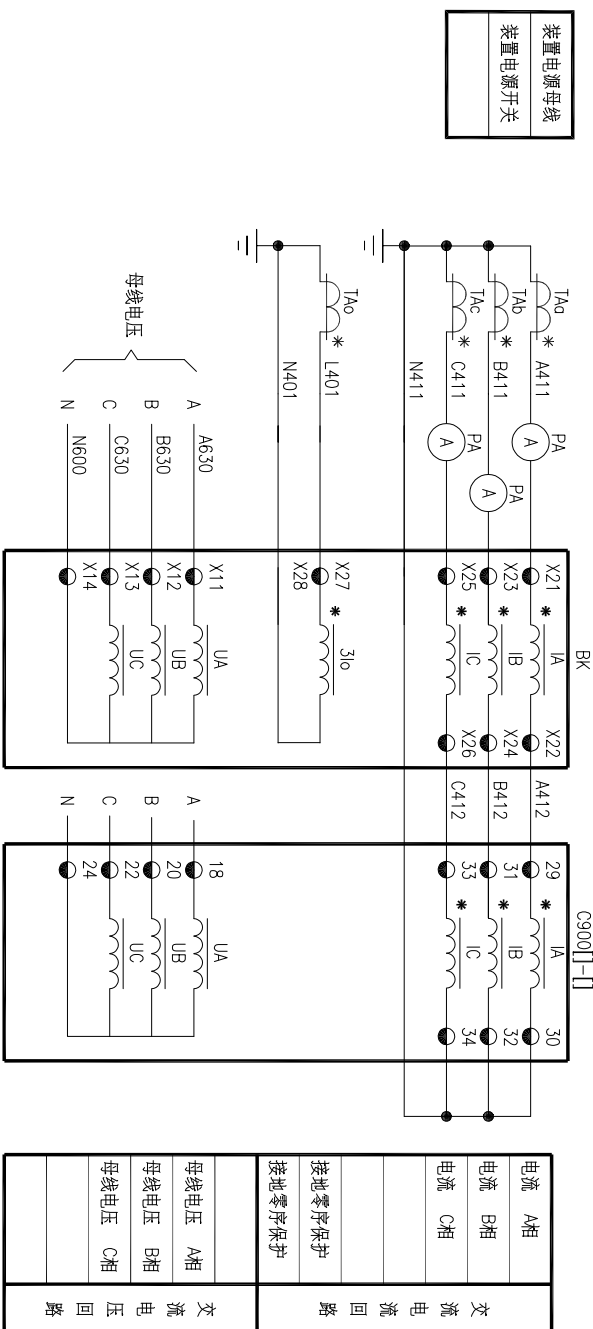 装置电源母线
装置电源开关
BK
C900[]-[]
TAa
*
A411
PA
A
X21
*
IA
X22
A412
29
*
IA
30
电流 A相
TAb
*
B411
PA
A
X23
*
IB
X24
B412
31
*
IB
32
电流 B相
TAc
*
C411
PA
A
X25
*
IC
X26
C412
33
*
IC
34
电流 C相
N411
TAo
*
L401
X27
*
3Io
接地零序保护
N401
X28
接地零序保护
交流电流回路
母线电压
A
A630
X11
UA
A
18
UA
母线电压 A相
B
B630
X12
UB
B
20
UB
母线电压 B相
C
C630
X13
UC
C
22
UC
母线电压 C相
N
N600
X14
N
24
交流电压回路